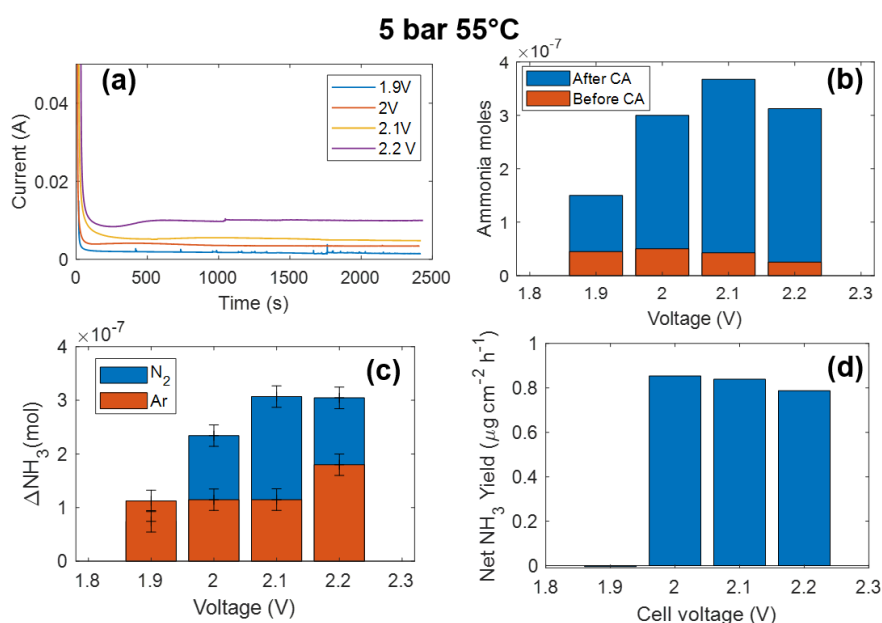 5 bar 55°C
(a)
Current (A)
0.04
0.02
0
0 500 1000 1500 2000 2500
Time (s)
1.9V
2V
2.1V
2.2 V
×10⁻⁷
(b)
After CA
Before CA
Ammonia moles
4
3
2
1
0
1.8 1.9 2 2.1 2.2 2.3
Voltage (V)
×10⁻⁷
(c)
N₂
Ar
ΔNH₃(mol)
4
3
2
1
0
1.8 1.9 2 2.1 2.2 2.3
Voltage (V)
(d)
Net NH₃ Yield (μg cm⁻² h⁻¹)
1
0.8
0.6
0.4
0.2
0
1.8 1.9 2 2.1 2.2 2.3
Cell voltage (V)